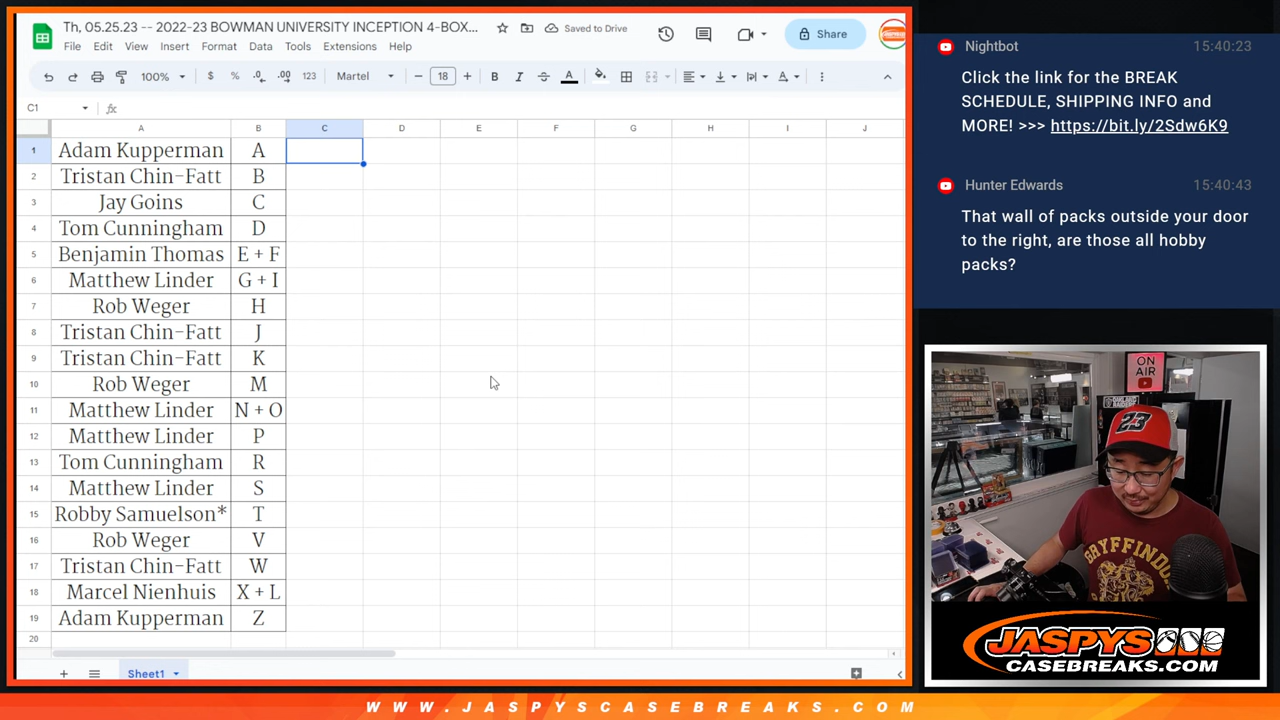 Th, 05.25.23 -- 2022-23 BOWMAN UNIVERSITY INCEPTION 4-BOX...
Saved to Drive
Share
File Edit View Insert Format Data Tools Extensions Help
100% $ % .0 .00 123 Martel - 18 + B I S A
C1 fx
A B C D E F G H I J
1 Adam Kupperman A
2 Tristan Chin-Fatt B
3 Jay Goins C
4 Tom Cunningham D
5 Benjamin Thomas E + F
6 Matthew Linder G + I
7 Rob Weger H
8 Tristan Chin-Fatt J
9 Tristan Chin-Fatt K
10 Rob Weger M
11 Matthew Linder N + O
12 Matthew Linder P
13 Tom Cunningham R
14 Matthew Linder S
15 Robby Samuelson* T
16 Rob Weger V
17 Tristan Chin-Fatt W
18 Marcel Nienhuis X + L
19 Adam Kupperman Z
20
+ Sheet1
Nightbot 15:40:23
Click the link for the BREAK
SCHEDULE, SHIPPING INFO and
MORE! >>> https://bit.ly/2Sdw6K9
Hunter Edwards 15:40:43
That wall of packs outside your door
to the right, are those all hobby
packs?
ON
AIR
23
GRYFFINDOR
JASPYS
CASEBREAKS.COM
WWW.JASPYSCASEBREAKS.COM